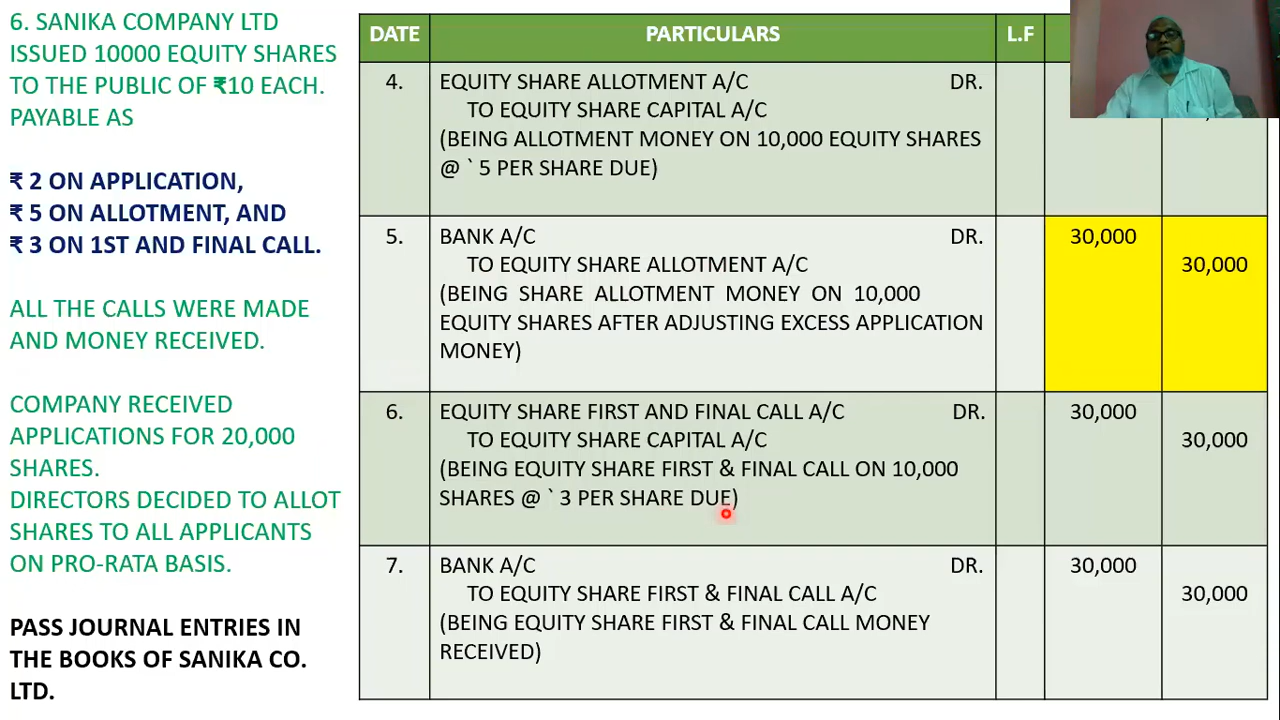 6. SANIKA COMPANY LTD
ISSUED 10000 EQUITY SHARES
TO THE PUBLIC OF ₹10 EACH.
PAYABLE AS
₹ 2 ON APPLICATION,
₹ 5 ON ALLOTMENT, AND
₹ 3 ON 1ST AND FINAL CALL.
ALL THE CALLS WERE MADE
AND MONEY RECEIVED.
COMPANY RECEIVED
APPLICATIONS FOR 20,000
SHARES.
DIRECTORS DECIDED TO ALLOT
SHARES TO ALL APPLICANTS
ON PRO-RATA BASIS.
PASS JOURNAL ENTRIES IN
THE BOOKS OF SANIKA CO.
LTD.
DATE PARTICULARS L.F
4. EQUITY SHARE ALLOTMENT A/C DR.
TO EQUITY SHARE CAPITAL A/C
(BEING ALLOTMENT MONEY ON 10,000 EQUITY SHARES
@ ` 5 PER SHARE DUE)
5. BANK A/C DR. 30,000
TO EQUITY SHARE ALLOTMENT A/C 30,000
(BEING SHARE ALLOTMENT MONEY ON 10,000
EQUITY SHARES AFTER ADJUSTING EXCESS APPLICATION
MONEY)
6. EQUITY SHARE FIRST AND FINAL CALL A/C DR. 30,000
TO EQUITY SHARE CAPITAL A/C 30,000
(BEING EQUITY SHARE FIRST & FINAL CALL ON 10,000
SHARES @ ` 3 PER SHARE DUE)
7. BANK A/C DR. 30,000
TO EQUITY SHARE FIRST & FINAL CALL A/C 30,000
(BEING EQUITY SHARE FIRST & FINAL CALL MONEY
RECEIVED)